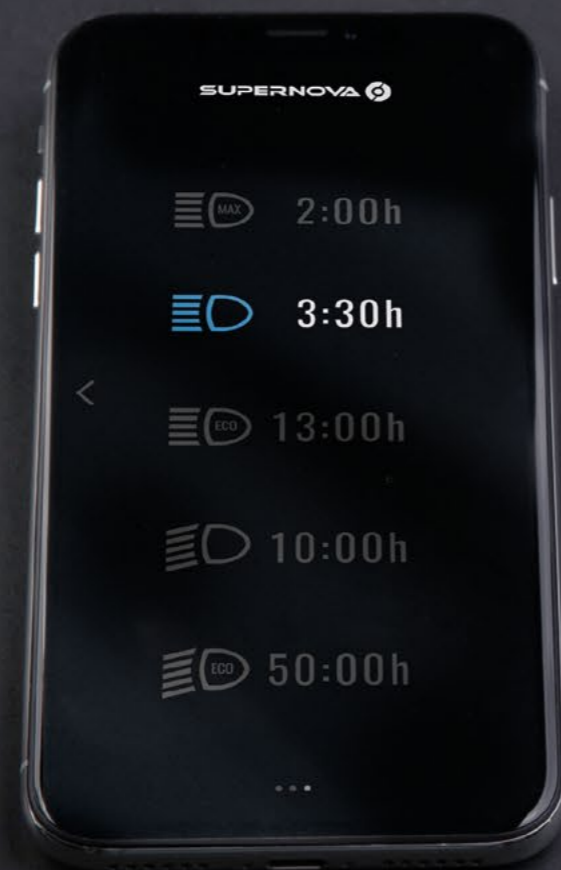 SUPERNOVA
MAX 2:00h
3:30h
ECO 13:00h
10:00h
ECO 50:00h